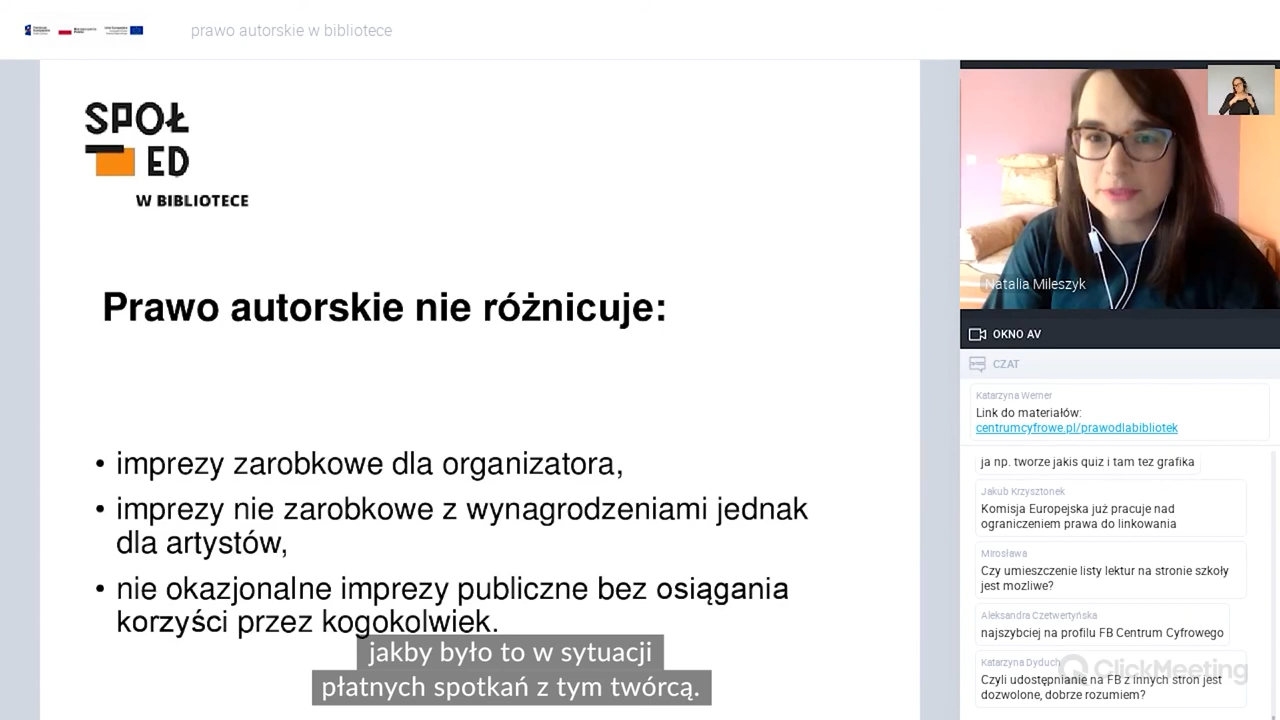 prawo autorskie w bibliotece
SPOŁ
ED
W BIBLIOTECE
Prawo autorskie nie różnicuje:
• imprezy zarobkowe dla organizatora,
• imprezy nie zarobkowe z wynagrodzeniami jednak
dla artystów,
• nie okazjonalne imprezy publiczne bez osiągania
korzyści przez kogokolwiek.
jakby było to w sytuacji
płatnych spotkań z tym twórcą.
Natalia Mileszyk
OKNO AV
CZAT
Katarzyna Werner
Link do materiałów:
centrumcyfrowe.pl/prawodlabibliotek
ja np. tworze jakis quiz i tam tez grafika
Jakub Krzysztonek
Komisja Europejska już pracuje nad
ograniczeniem prawa do linkowania
Mirosława
Czy umieszczenie listy lektur na stronie szkoły
jest mozliwe?
Aleksandra Czetwertyńska
najszybciej na profilu FB Centrum Cyfrowego
Katarzyna Dyduch
Czyli udostępnianie na FB z innych stron jest
dozwolone, dobrze rozumiem?
ClickMeeting